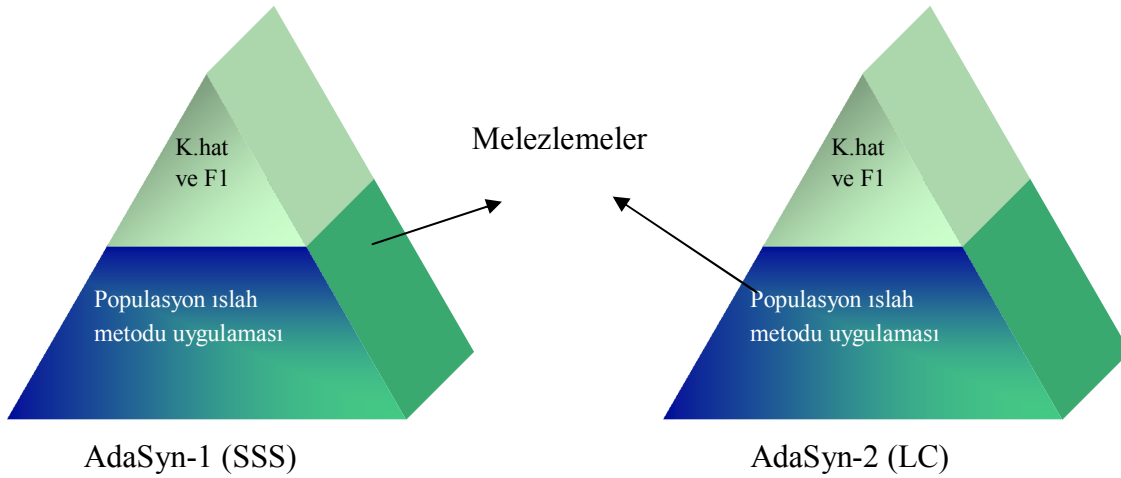 Melezlemeler
K.hat
ve F1
K.hat
ve F1
Populasyon ıslah
metodu uygulaması
Populasyon ıslah
metodu uygulaması
AdaSyn-1 (SSS)
AdaSyn-2 (LC)